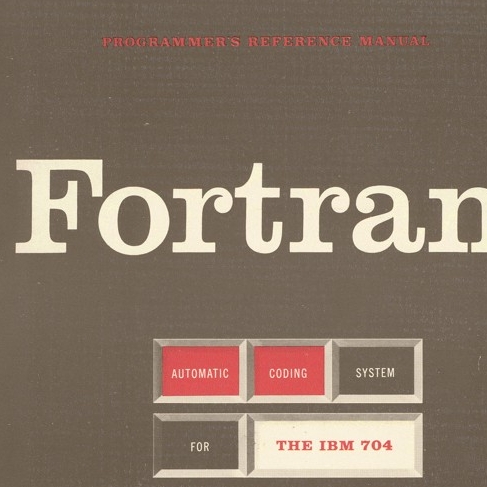 PROGRAMMER'S REFERENCE MANUAL
Fortran
AUTOMATIC CODING SYSTEM
FOR THE IBM 704